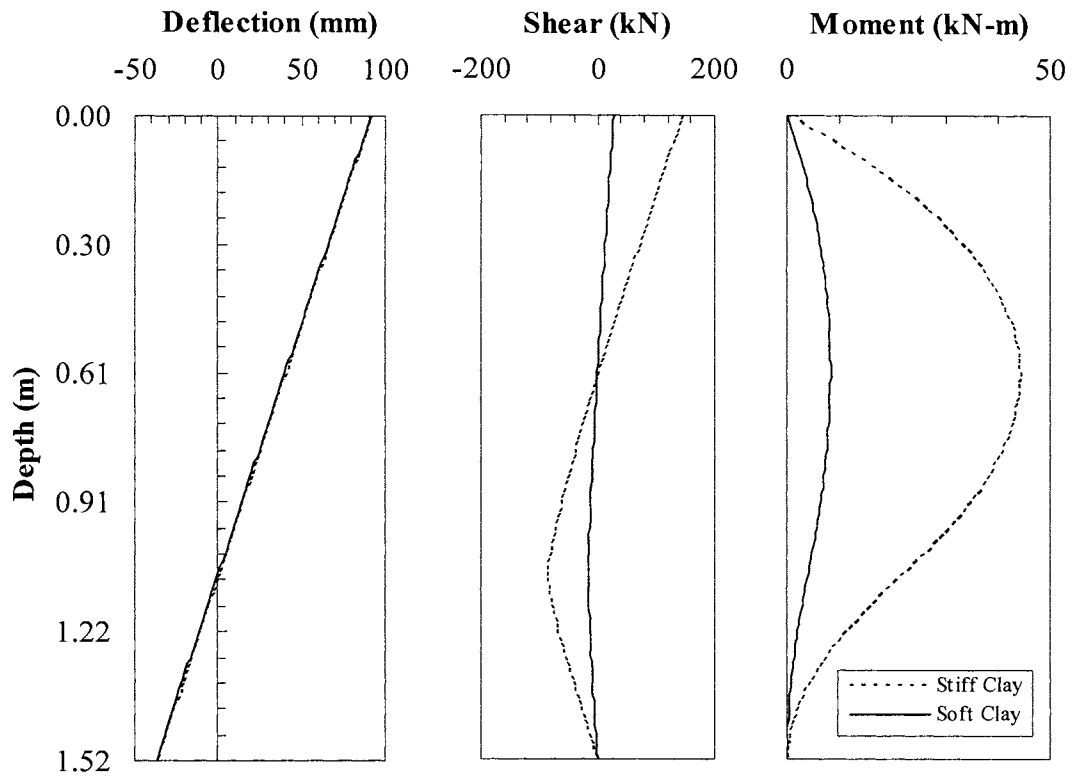 Deflection (mm) Shear (kN) Moment (kN-m)
-50 0 50 100 -200 0 200 0 50
0.00
0.30
0.61
0.91
1.22
1.52
Depth (m)
Stiff Clay
Soft Clay